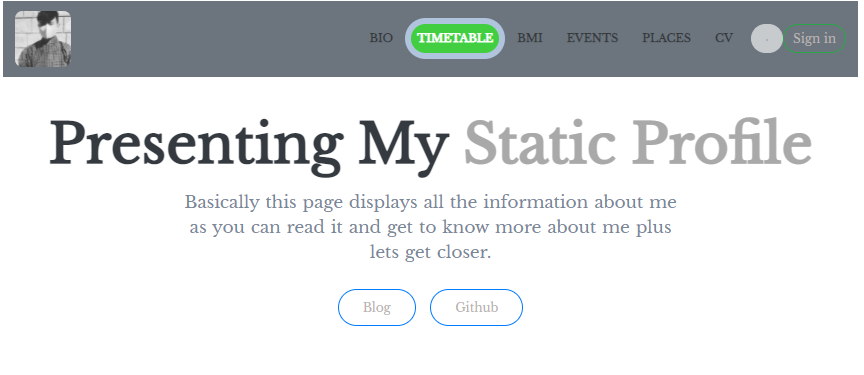 BIO TIMETABLE BMI EVENTS PLACES CV Sign in
Presenting My Static Profile
Basically this page displays all the information about me
as you can read it and get to know more about me plus
lets get closer.
Blog Github